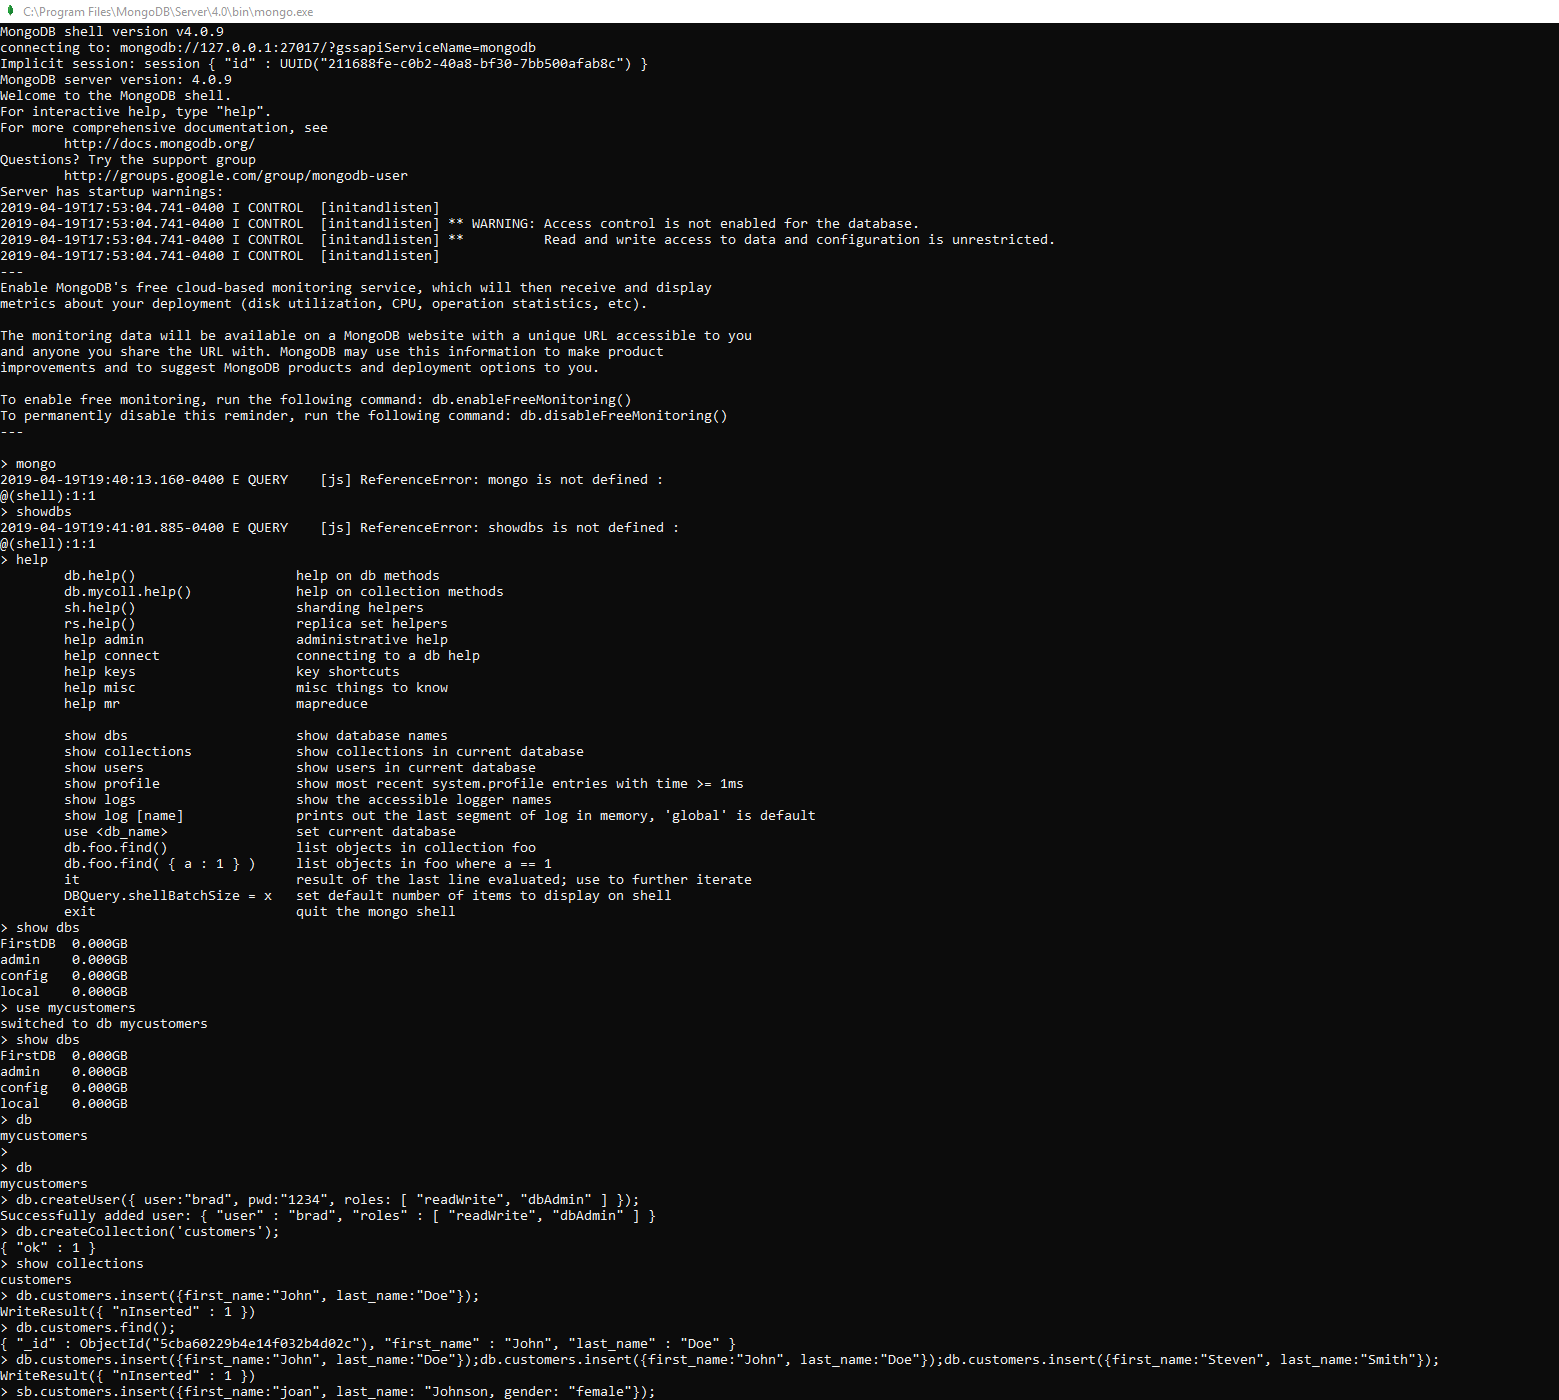 C:\Program Files\MongoDB\Server\4.0\bin\mongo.exe
MongoDB shell version v4.0.9
connecting to: mongodb://127.0.0.1:27017/?gssapiServiceName=mongodb
Implicit session: session { "id" : UUID("211688fe-c0b2-40a8-bf30-7bb500afab8c") }
MongoDB server version: 4.0.9
Welcome to the MongoDB shell.
For interactive help, type "help".
For more comprehensive documentation, see
        http://docs.mongodb.org/
Questions? Try the support group
        http://groups.google.com/group/mongodb-user
Server has startup warnings:
2019-04-19T17:53:04.741-0400 I CONTROL  [initandlisten]
2019-04-19T17:53:04.741-0400 I CONTROL  [initandlisten] ** WARNING: Access control is not enabled for the database.
2019-04-19T17:53:04.741-0400 I CONTROL  [initandlisten] **          Read and write access to data and configuration is unrestricted.
2019-04-19T17:53:04.741-0400 I CONTROL  [initandlisten]
---
Enable MongoDB's free cloud-based monitoring service, which will then receive and display
metrics about your deployment (disk utilization, CPU, operation statistics, etc).
The monitoring data will be available on a MongoDB website with a unique URL accessible to you
and anyone you share the URL with. MongoDB may use this information to make product
improvements and to suggest MongoDB products and deployment options to you.
To enable free monitoring, run the following command: db.enableFreeMonitoring()
To permanently disable this reminder, run the following command: db.disableFreeMonitoring()
---
> mongo
2019-04-19T19:40:13.160-0400 E QUERY    [js] ReferenceError: mongo is not defined :
@(shell):1:1
> showdbs
2019-04-19T19:41:01.885-0400 E QUERY    [js] ReferenceError: showdbs is not defined :
@(shell):1:1
> help
        db.help()                    help on db methods
        db.mycoll.help()             help on collection methods
        sh.help()                    sharding helpers
        rs.help()                    replica set helpers
        help admin                   administrative help
        help connect                 connecting to a db help
        help keys                    key shortcuts
        help misc                    misc things to know
        help mr                      mapreduce
        show dbs                     show database names
        show collections             show collections in current database
        show users                   show users in current database
        show profile                 show most recent system.profile entries with time >= 1ms
        show logs                    show the accessible logger names
        show log [name]              prints out the last segment of log in memory, 'global' is default
        use <db_name>                set current database
        db.foo.find()                list objects in collection foo
        db.foo.find( { a : 1 } )     list objects in foo where a == 1
        it                           result of the last line evaluated; use to further iterate
        DBQuery.shellBatchSize = x   set default number of items to display on shell
        exit                         quit the mongo shell
> show dbs
FirstDB  0.000GB
admin    0.000GB
config   0.000GB
local    0.000GB
> use mycustomers
switched to db mycustomers
> show dbs
FirstDB  0.000GB
admin    0.000GB
config   0.000GB
local    0.000GB
> db
mycustomers
>
> db
mycustomers
> db.createUser({ user:"brad", pwd:"1234", roles: [ "readWrite", "dbAdmin" ] });
Successfully added user: { "user" : "brad", "roles" : [ "readWrite", "dbAdmin" ] }
> db.createCollection('customers');
{ "ok" : 1 }
> show collections
customers
> db.customers.insert({first_name:"John", last_name:"Doe"});
WriteResult({ "nInserted" : 1 })
> db.customers.find();
{ "_id" : ObjectId("5cba60229b4e14f032b4d02c"), "first_name" : "John", "last_name" : "Doe" }
> db.customers.insert({first_name:"John", last_name:"Doe"});db.customers.insert({first_name:"John", last_name:"Doe"});db.customers.insert({first_name:"Steven", last_name:"Smith"});
WriteResult({ "nInserted" : 1 })
> sb.customers.insert({first_name:"joan", last_name: "Johnson, gender: "female"});